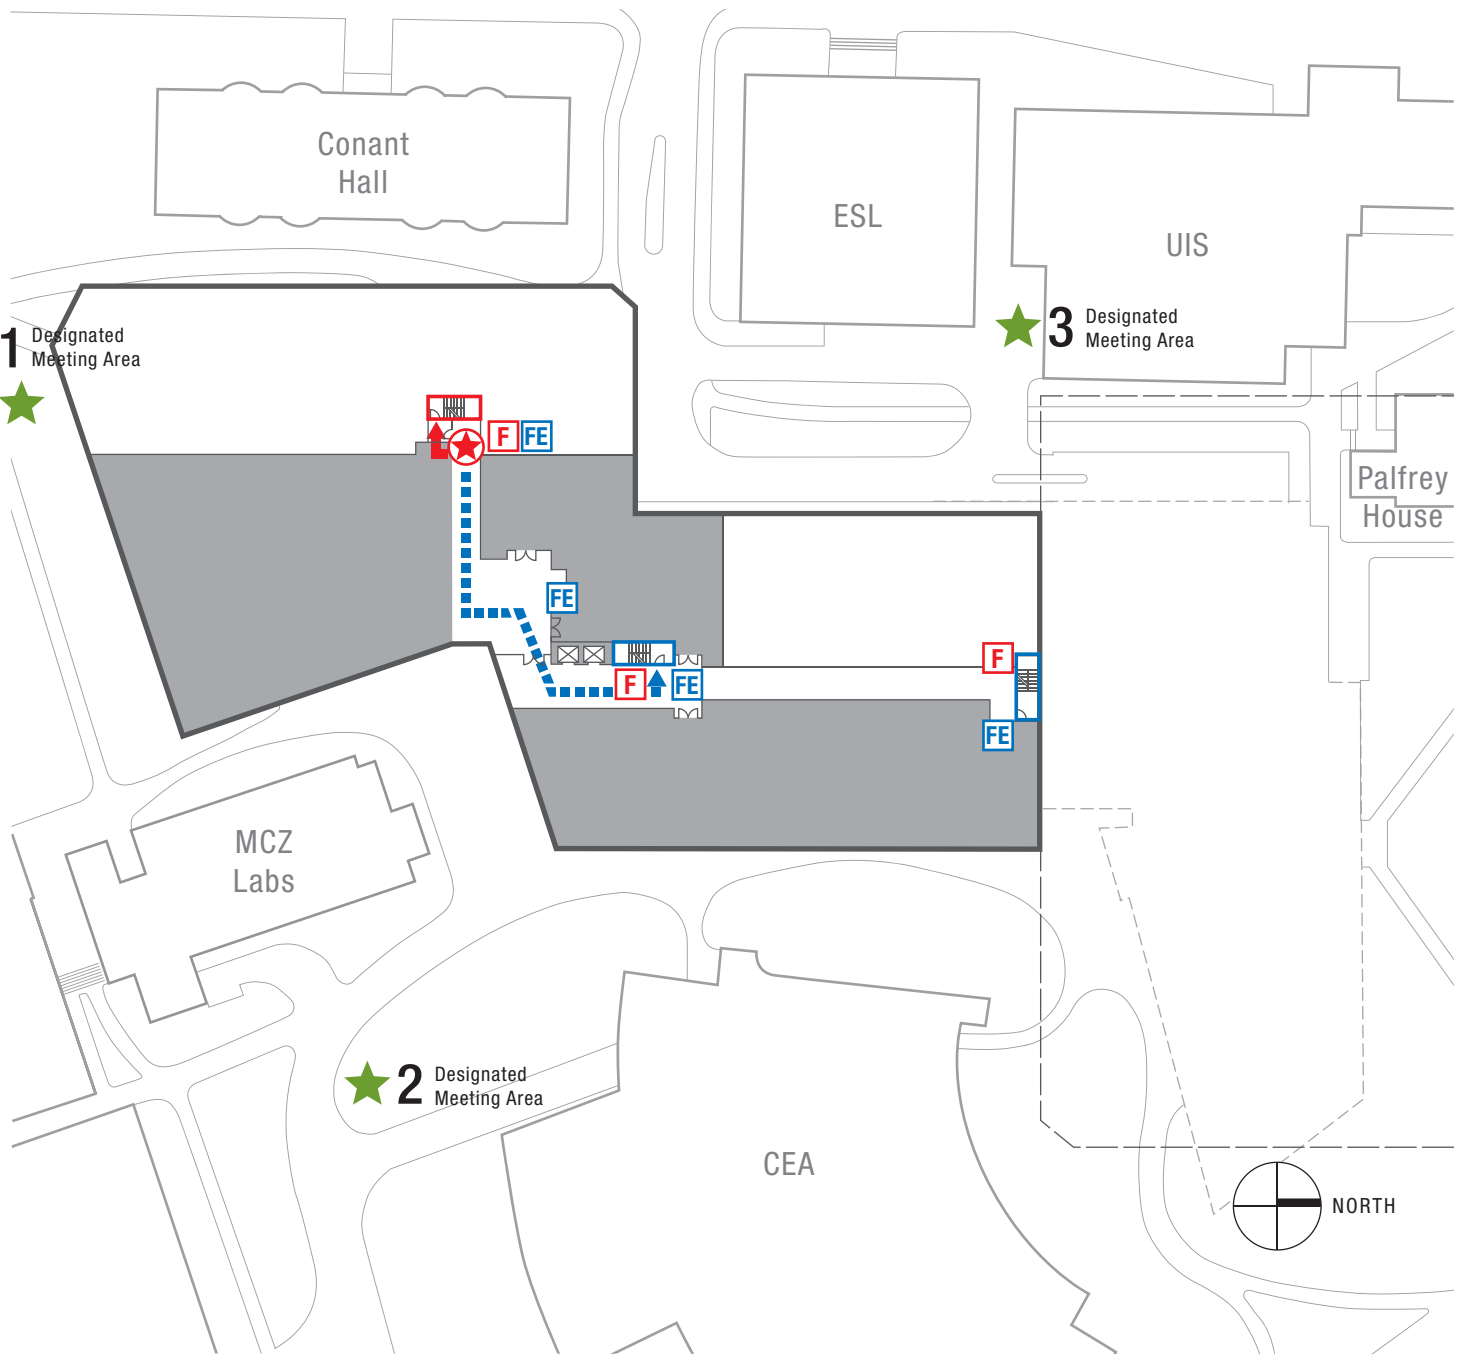 Conant
Hall
ESL
UIS
1 Designated
Meeting Area
3 Designated
Meeting Area
F FE
Palfrey
House
FE
F FE
F
FE
MCZ
Labs
2 Designated
Meeting Area
CEA
NORTH